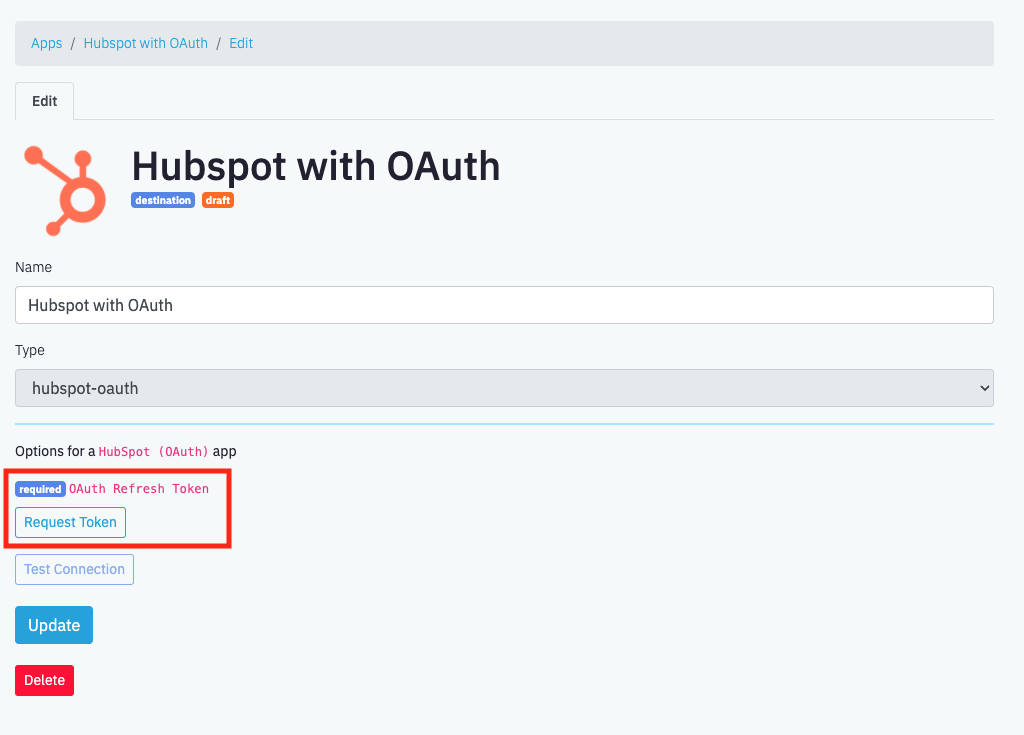 Apps / Hubspot with OAuth / Edit
Edit
Hubspot with OAuth
destination draft
Name
Hubspot with OAuth
Type
hubspot-oauth
Options for a HubSpot (OAuth) app
required OAuth Refresh Token
Request Token
Test Connection
Update
Delete